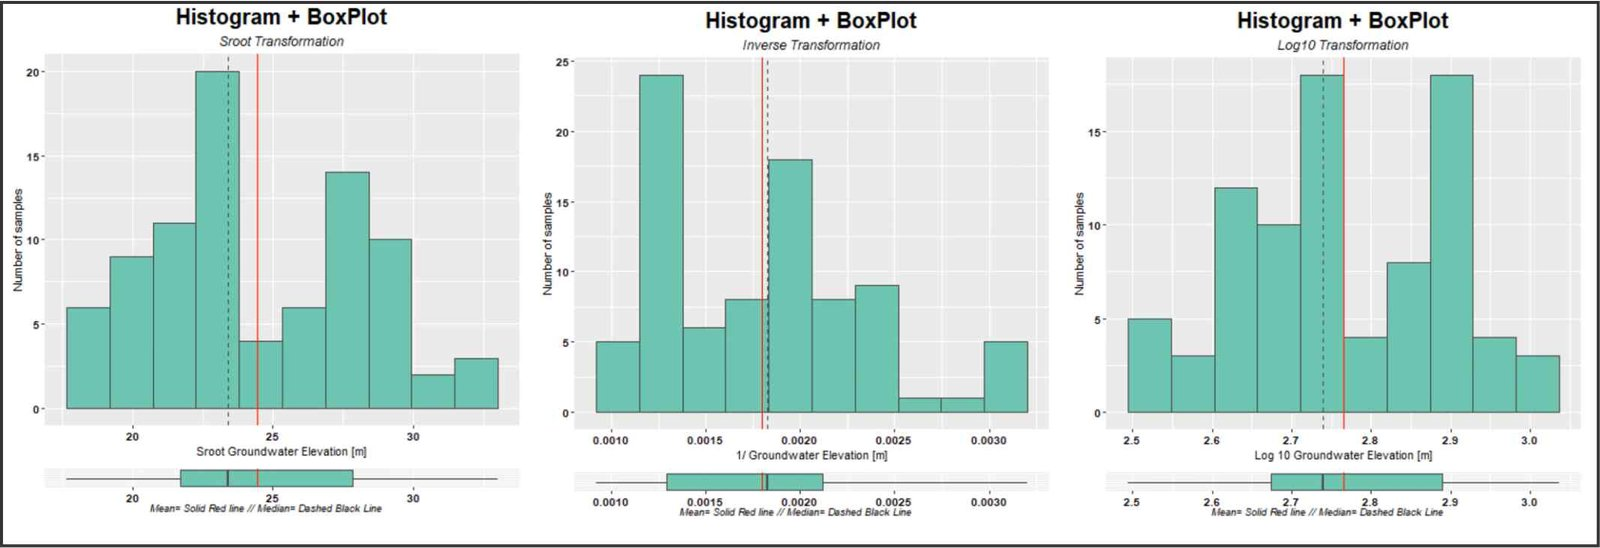 Histogram + BoxPlot
Sroot Transformation
20
15
10
5
0
Number of samples
20 25 30
Sroot Groundwater Elevation [m]
20 25 30
Mean= Solid Red line // Median= Dashed Black Line
Histogram + BoxPlot
Inverse Transformation
25
20
15
10
5
0
Number of samples
0.0010 0.0015 0.0020 0.0025 0.0030
1/ Groundwater Elevation [m]
0.0010 0.0015 0.0020 0.0025 0.0030
Mean= Solid Red line // Median= Dashed Black Line
Histogram + BoxPlot
Log10 Transformation
15
10
5
0
Number of samples
2.5 2.6 2.7 2.8 2.9 3.0
Log 10 Groundwater Elevation [m]
2.5 2.6 2.7 2.8 2.9 3.0
Mean= Solid Red line // Median= Dashed Black Line